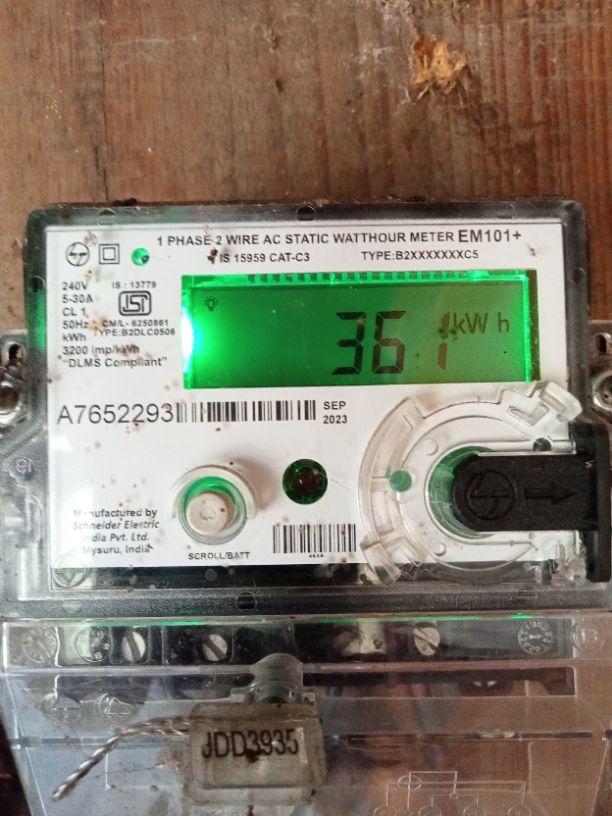 1 PHASE 2 WIRE AC STATIC WATTHOUR METER EM101+
IS 15959 CAT-C3 TYPE:B2XXXXXXXC5
240V
5-30A
CL 1
50Hz
kWh
3200 imp/kWh
"DLMS Compliant"
IS : 13779
CM/L- 6250861
TYPE:B2DLC0506
361 kWh
A7652293
SEP
2023
Manufactured by
Schneider Electric
India Pvt. Ltd.
Mysuru, India
SCROLL/BATT
JDD3935